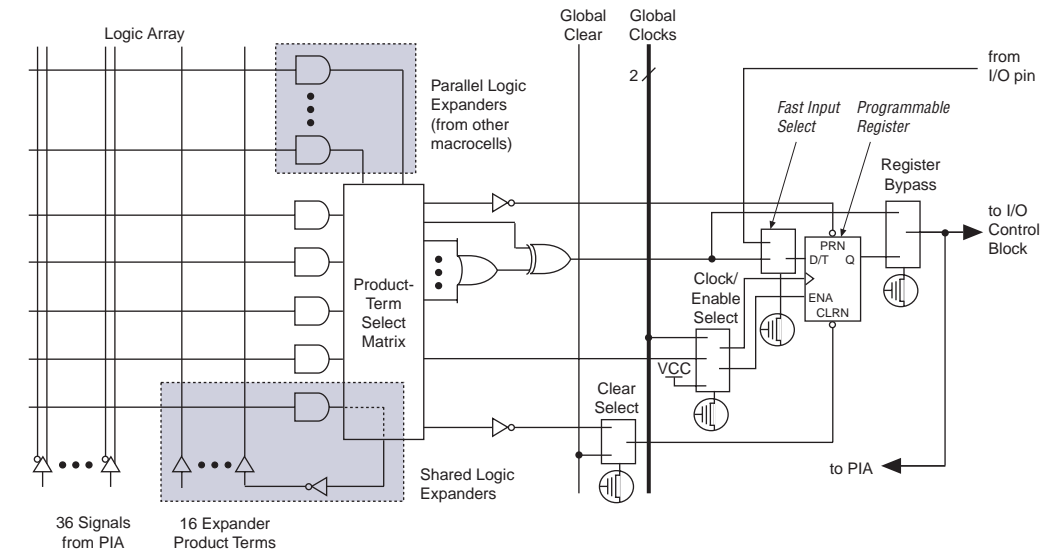 Logic Array
Global
Clear
Global
Clocks
2
from
I/O pin
Parallel Logic
Expanders
(from other
macrocells)
Fast Input
Select
Programmable
Register
Register
Bypass
to I/O
Control
Block
PRN
D/T Q
ENA
CLRN
Clock/
Enable
Select
Product-
Term
Select
Matrix
VCC
Clear
Select
to PIA
Shared Logic
Expanders
36 Signals
from PIA
16 Expander
Product Terms